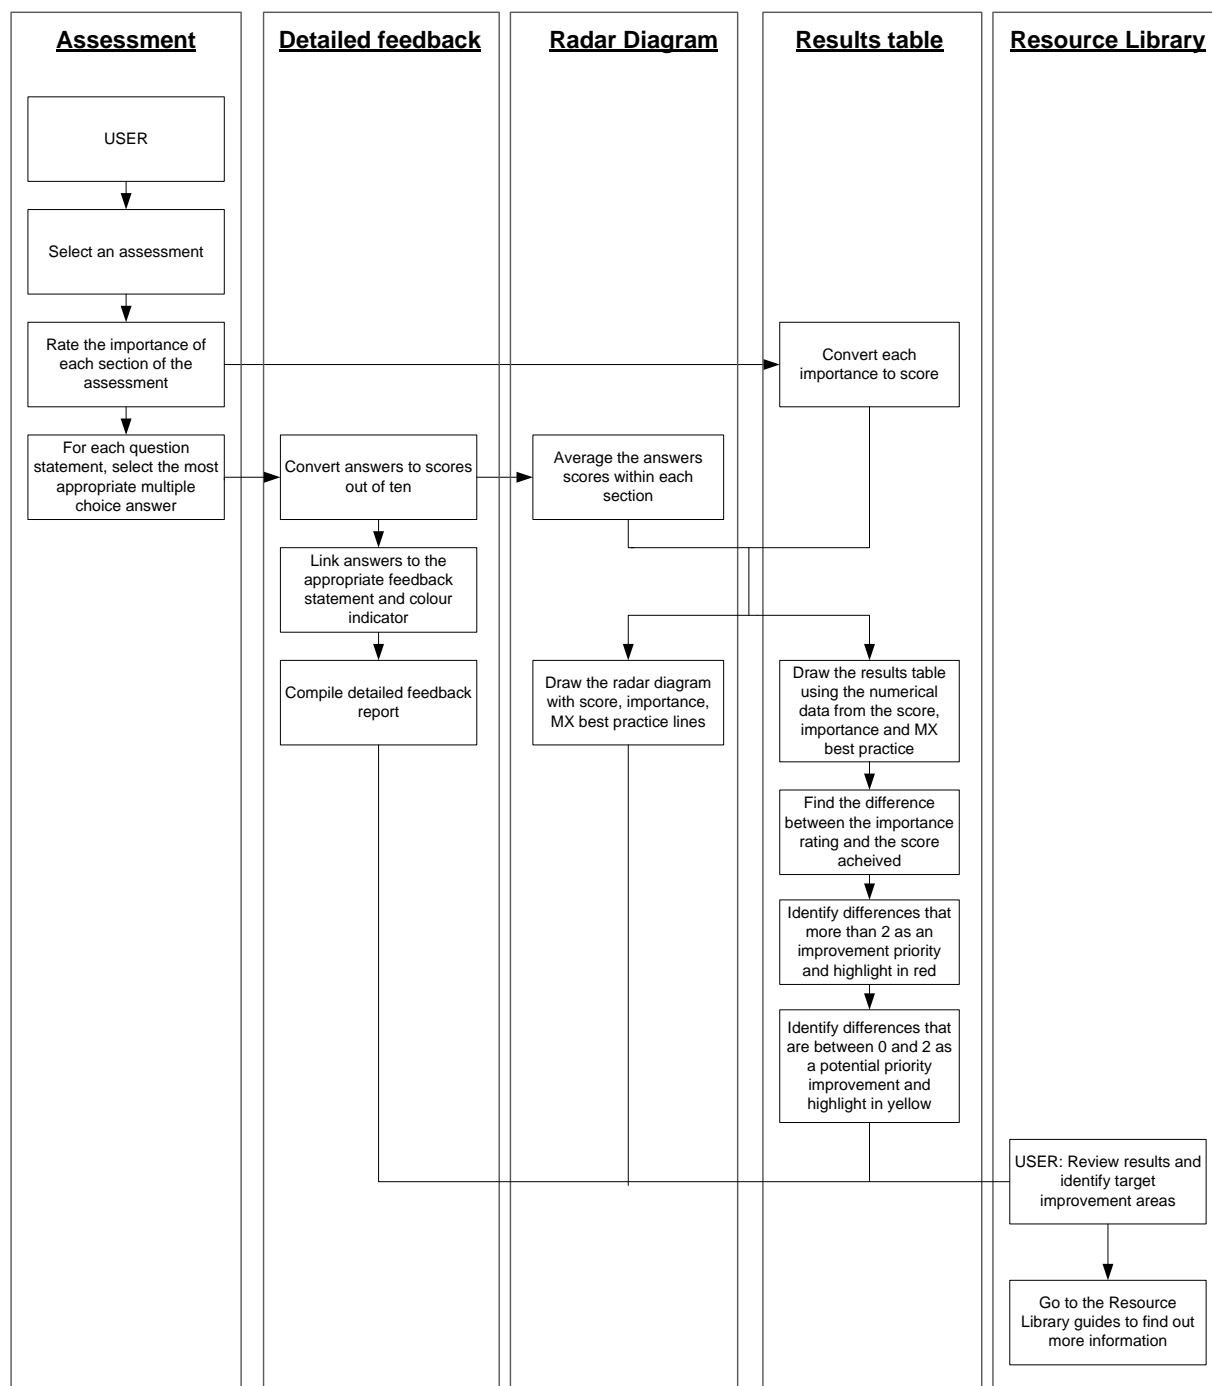 Assessment
Detailed feedback
Radar Diagram
Results table
Resource Library
USER
Select an assessment
Rate the importance of
each section of the
assessment
Convert each
importance to score
For each question
statement, select the most
appropriate multiple
choice answer
Convert answers to scores
out of ten
Average the answers
scores within each
section
Link answers to the
appropriate feedback
statement and colour
indicator
Compile detailed feedback
report
Draw the radar diagram
with score, importance,
MX best practice lines
Draw the results table
using the numerical
data from the score,
importance and MX
best practice
Find the difference
between the importance
rating and the score
acheived
Identify differences that
more than 2 as an
improvement priority
and highlight in red
Identify differences that
are between 0 and 2 as
a potential priority
improvement and
highlight in yellow
USER: Review results and
identify target
improvement areas
Go to the Resource
Library guides to find out
more information